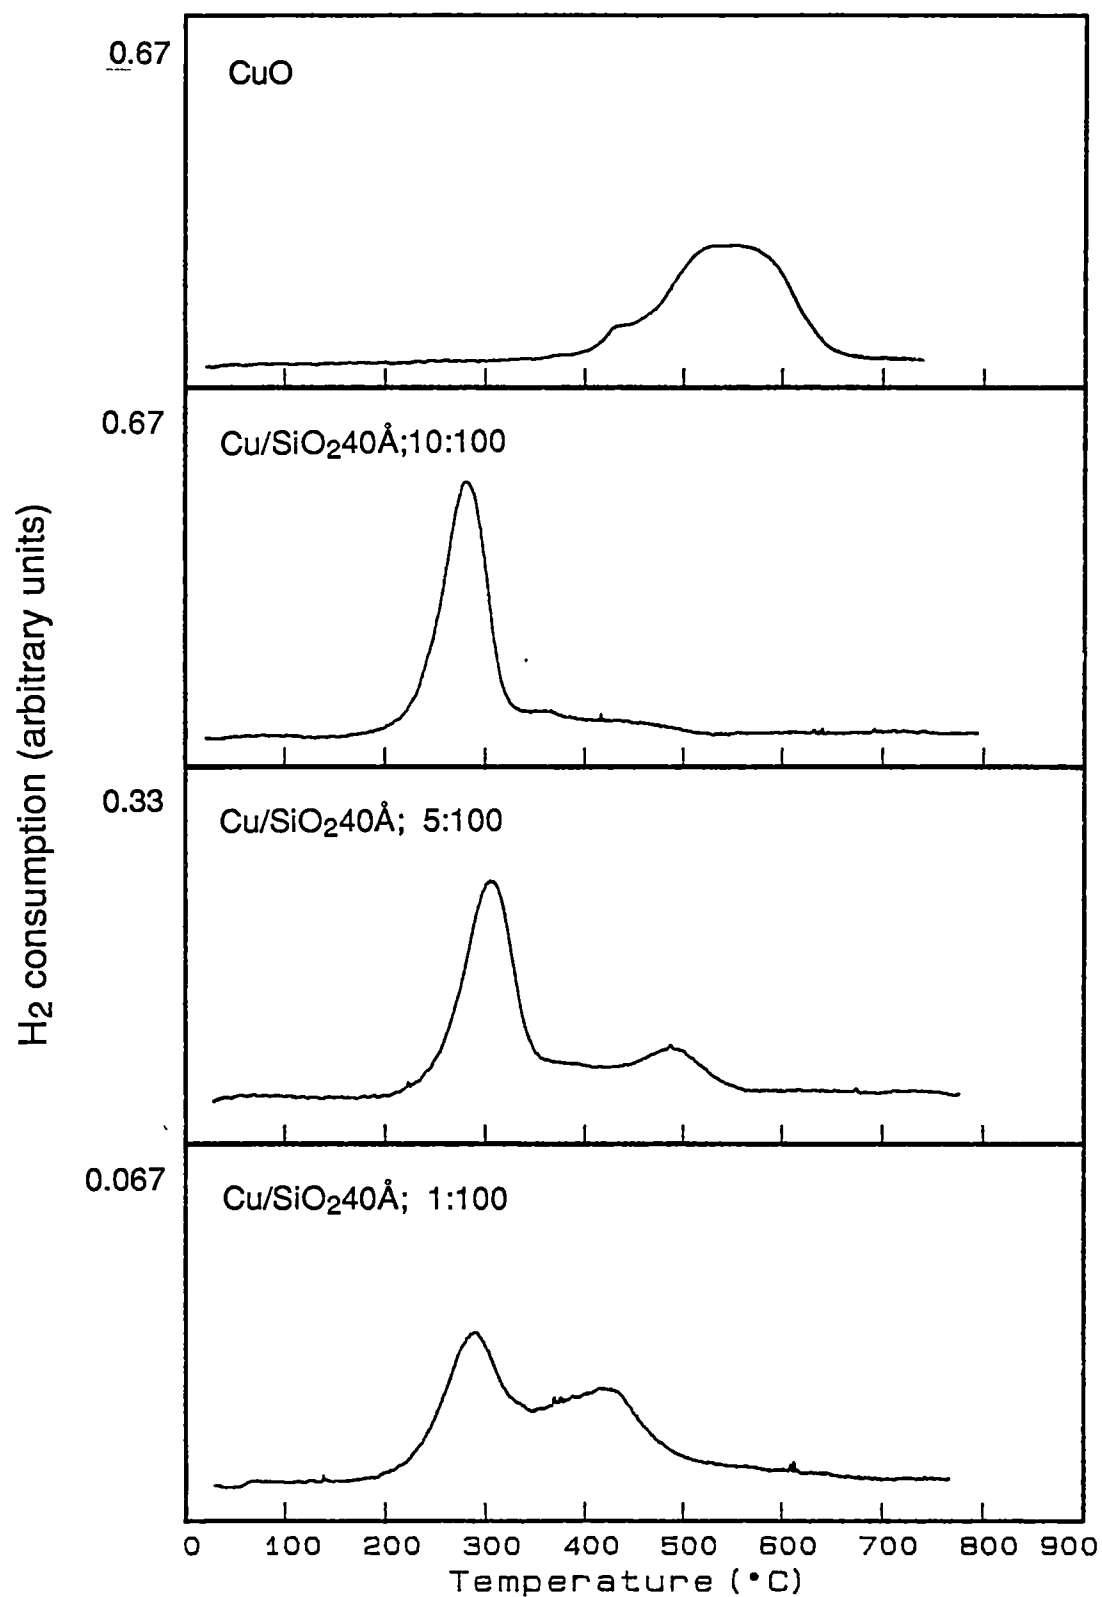 0.67
CuO
0.67
Cu/SiO₂40Å;10:100
0.33
Cu/SiO₂40Å; 5:100
0.067
Cu/SiO₂40Å; 1:100
H₂ consumption (arbitrary units)
0 100 200 300 400 500 600 700 800 900
Temperature (°C)